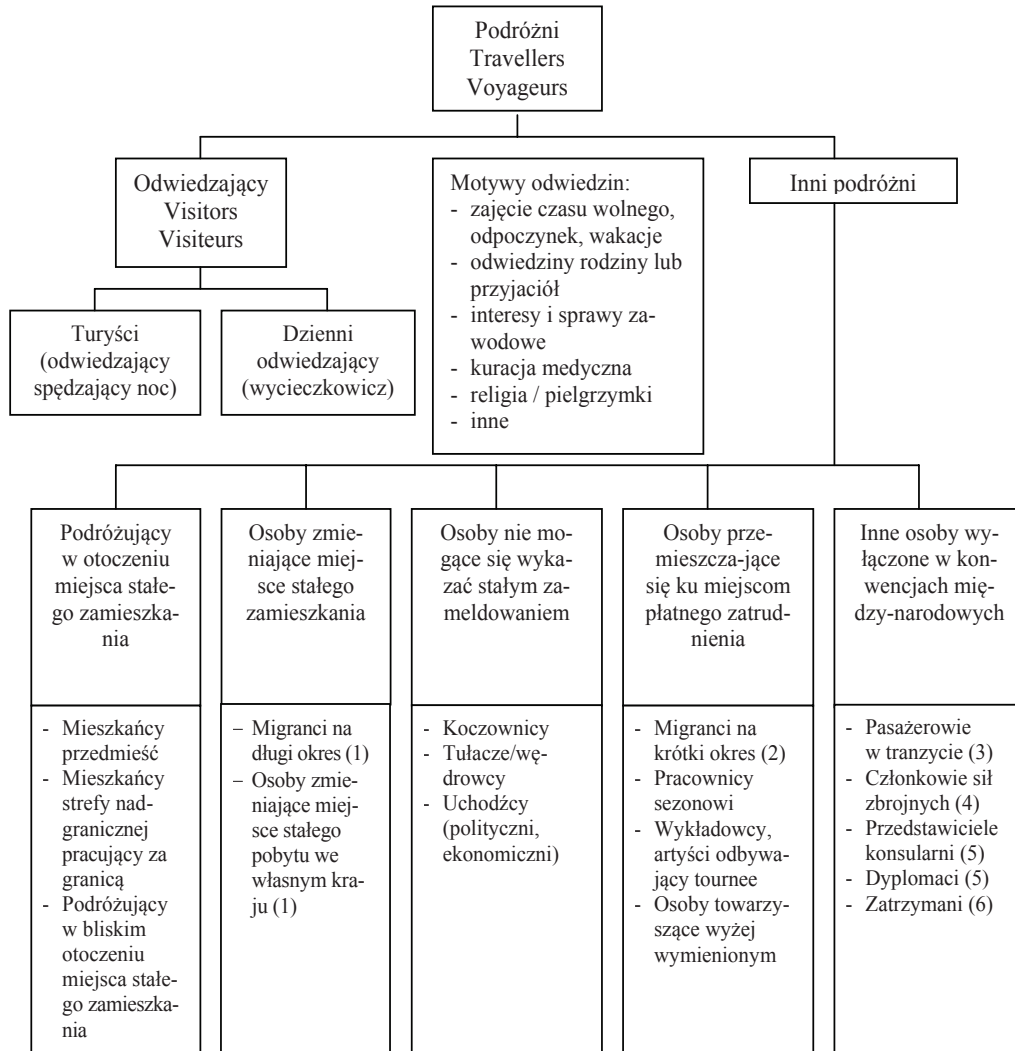 Podróżni
Travellers
Voyageurs
Odwiedzający
Visitors
Visiteurs
Motywy odwiedzin:
- zajęcie czasu wolnego,
odpoczynek, wakacje
- odwiedziny rodziny lub
przyjaciół
- interesy i sprawy za-
wodowe
- kuracja medyczna
- religia / pielgrzymki
- inne
Inni podróżni
Turyści
(odwiedzający
spędzający noc)
Dzienni
odwiedzający
(wycieczkowicz)
Podróżujący
w otoczeniu
miejsca stałe-
go zamieszka-
nia
Osoby zmie-
niające miej-
sce stałego
zamieszkania
Osoby nie mo-
gące się wyka-
zać stałym za-
meldowaniem
Osoby prze-
mieszcza-jące
się ku miejscom
płatnego zatrud-
nienia
Inne osoby wy-
łączone w kon-
wencjach mię-
dzy-narodowych
- Mieszkańcy
przedmieść
- Mieszkańcy
strefy nad-
granicznej
pracujący za
granicą
- Podróżujący
w bliskim
otoczeniu
miejsca stałe-
go zamieszka-
nia
– Migranci na
długi okres (1)
– Osoby zmie-
niające miej-
sce stałego
pobytu we
własnym kra-
ju (1)
- Koczownicy
- Tułacze/wę-
drowcy
- Uchodźcy
(polityczni,
ekonomiczni)
- Migranci na
krótki okres (2)
- Pracownicy
sezonowi
- Wykładowcy,
artyści odbywa-
jący tournee
- Osoby towarzy-
szące wyżej
wymienionym
- Pasażerowie
w tranzycie (3)
- Członkowie sił
zbrojnych (4)
- Przedstawiciele
konsularni (5)
- Dyplomaci (5)
- Zatrzymani (6)